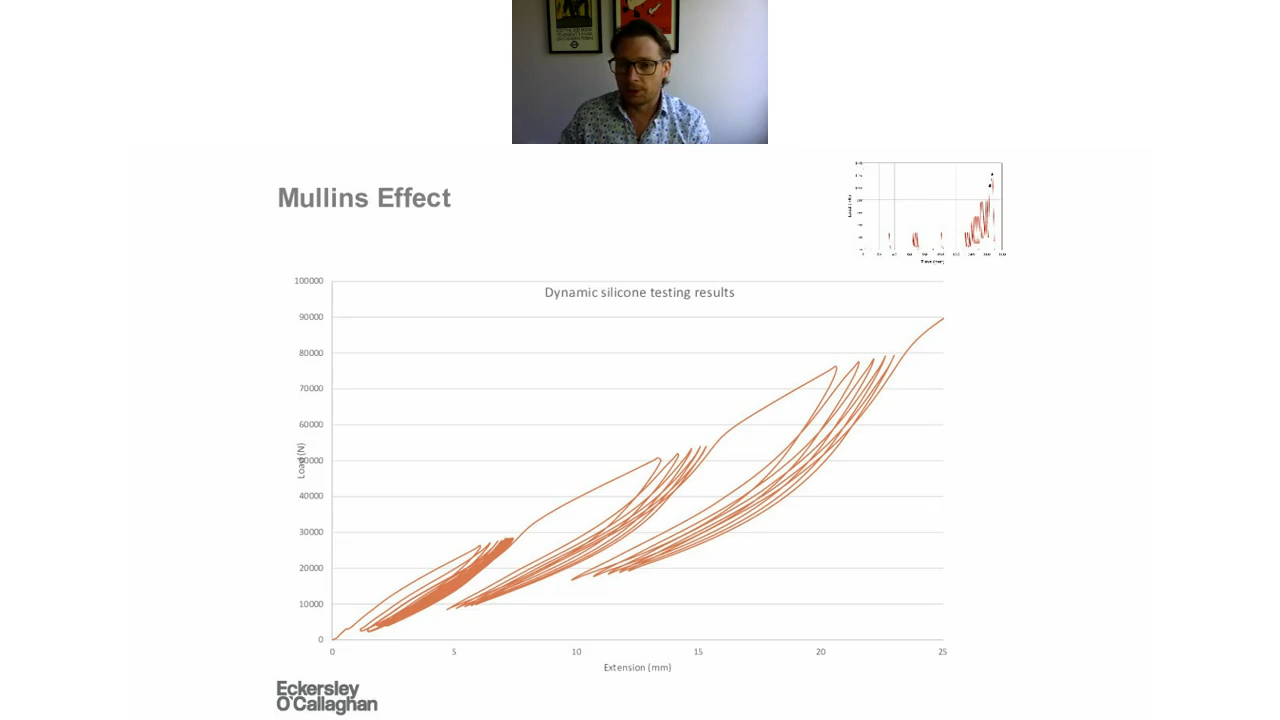 Mullins Effect
Dynamic silicone testing results
100000
90000
80000
70000
60000
50000
40000
30000
20000
10000
0
Load (N)
0 5 10 15 20 25
Extension (mm)
Eckersley
O'Callaghan